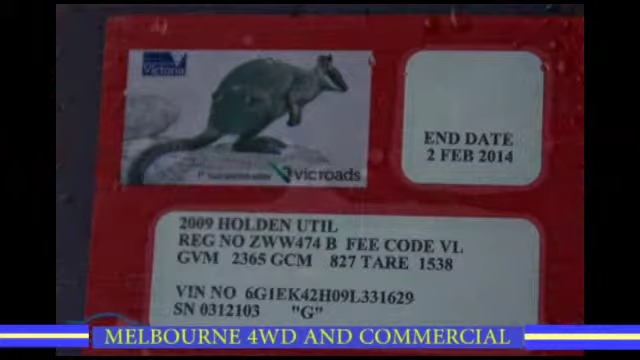 Victoria
vicroads
END DATE
2 FEB 2014
2009 HOLDEN UTIL
REG NO ZWW474 B FEE CODE VL
GVM 2365 GCM 827 TARE 1538
VIN NO 6G1EK42H09L331629
SN 0312103 "G"
MELBOURNE 4WD AND COMMERCIAL